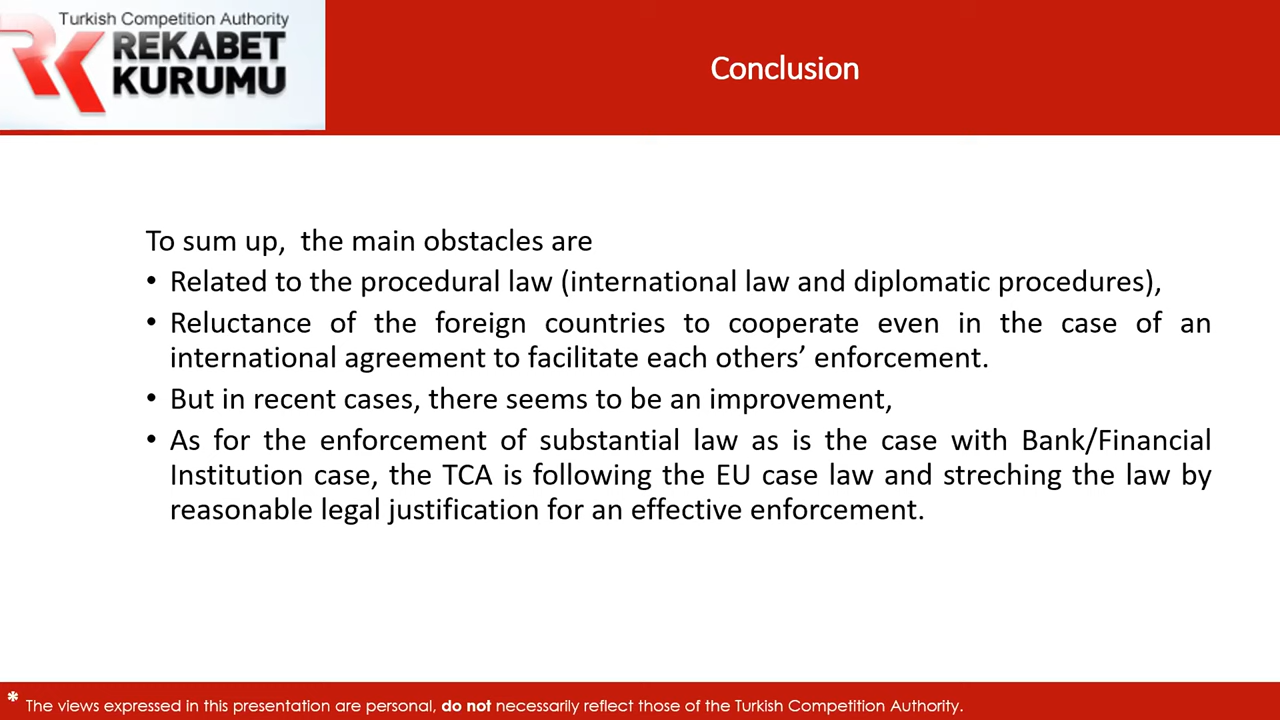 Turkish Competition Authority
REKABET
KURUMU
Conclusion
To sum up,  the main obstacles are
• Related to the procedural law (international law and diplomatic procedures),
• Reluctance of the foreign countries to cooperate even in the case of an
international agreement to facilitate each others’ enforcement.
• But in recent cases, there seems to be an improvement,
• As for the enforcement of substantial law as is the case with Bank/Financial
Institution case, the TCA is following the EU case law and streching the law by
reasonable legal justification for an effective enforcement.
* The views expressed in this presentation are personal, do not necessarily reflect those of the Turkish Competition Authority.